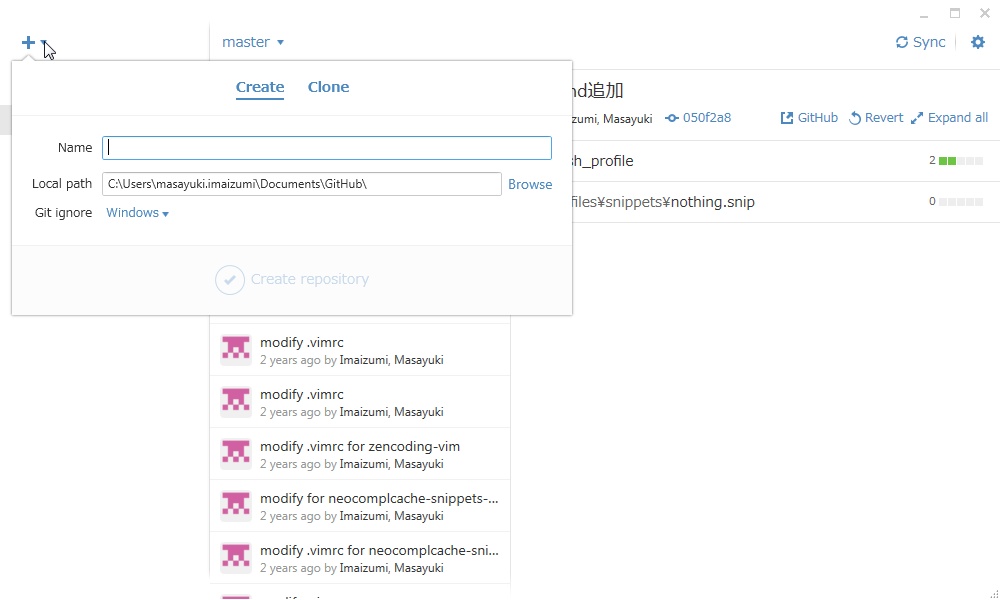 master
Sync
Create
Clone
Name
Local path
C:\Users\masayuki.imaizumi\Documents\GitHub\
Browse
Git ignore
Windows
Create repository
nd追加
zumi, Masayuki
050f2a8
GitHub
Revert
Expand all
sh_profile
2
files¥snippets¥nothing.snip
0
modify .vimrc
2 years ago by Imaizumi, Masayuki
modify .vimrc
2 years ago by Imaizumi, Masayuki
modify .vimrc for zencoding-vim
2 years ago by Imaizumi, Masayuki
modify for neocomplcache-snippets-...
2 years ago by Imaizumi, Masayuki
modify .vimrc for neocomplcache-sni...
2 years ago by Imaizumi, Masayuki